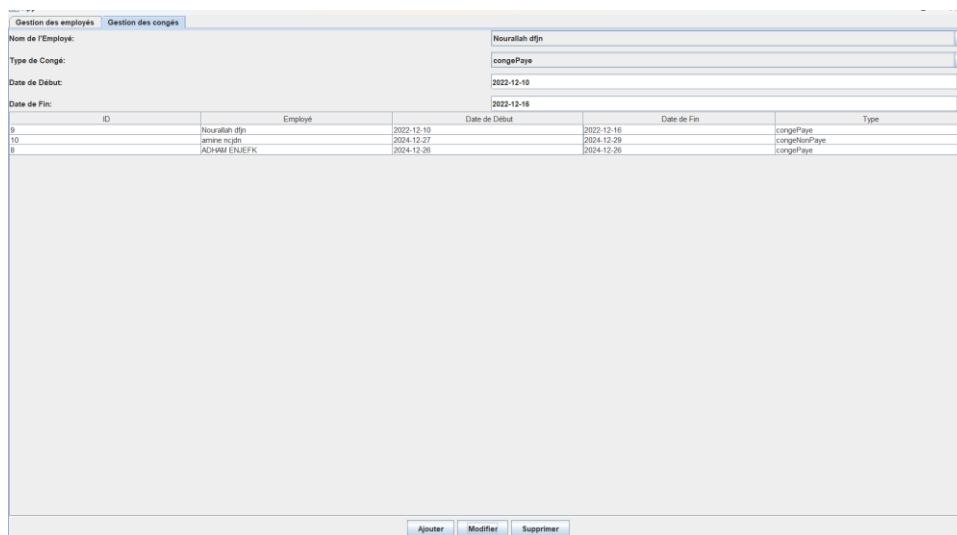 Gestion des employés Gestion des congés
Nom de l'Employé: Nourallah dfjn
Type de Congé: congePaye
Date de Début: 2022-12-10
Date de Fin: 2022-12-16
ID Employé Date de Début Date de Fin Type
9 Nourallah dfjn 2022-12-10 2022-12-16 congePaye
10 amine ncjdn 2024-12-27 2024-12-29 congeNonPaye
8 ADHAM ENJEFK 2024-12-26 2024-12-26 congePaye
Ajouter Modifier Supprimer